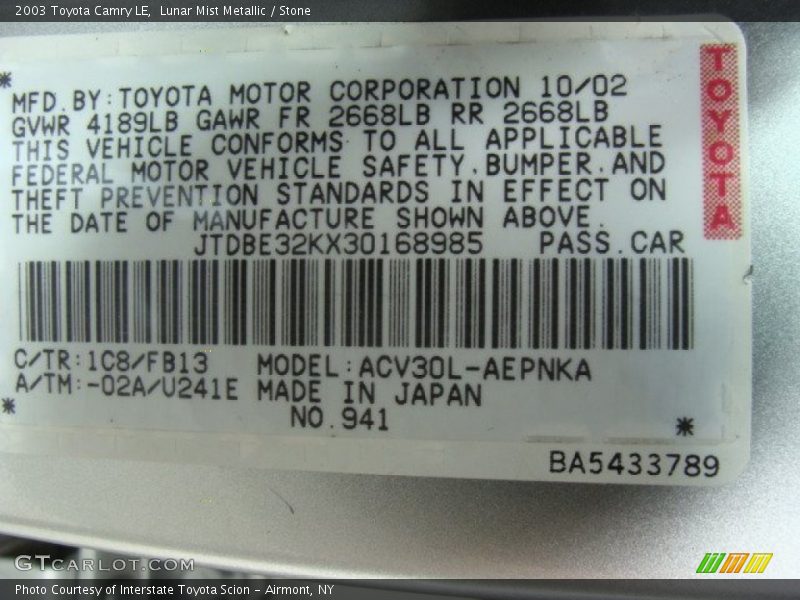 2003 Toyota Camry LE,  Lunar Mist Metallic / Stone
MFD.BY:TOYOTA MOTOR CORPORATION 10/02
GVWR 4189LB GAWR FR 2668LB RR 2668LB
THIS VEHICLE CONFORMS TO ALL APPLICABLE
FEDERAL MOTOR VEHICLE SAFETY,BUMPER,AND
THEFT PREVENTION STANDARDS IN EFFECT ON
THE DATE OF MANUFACTURE SHOWN ABOVE.
JTDBE32KX30168985 PASS.CAR
TOYOTA
C/TR:1C8/FB13 MODEL:ACV30L-AEPNKA
A/TM:-02A/U241E MADE IN JAPAN
NO.941
BA5433789
GTCarLot.com
Photo Courtesy of Interstate Toyota Scion - Airmont, NY